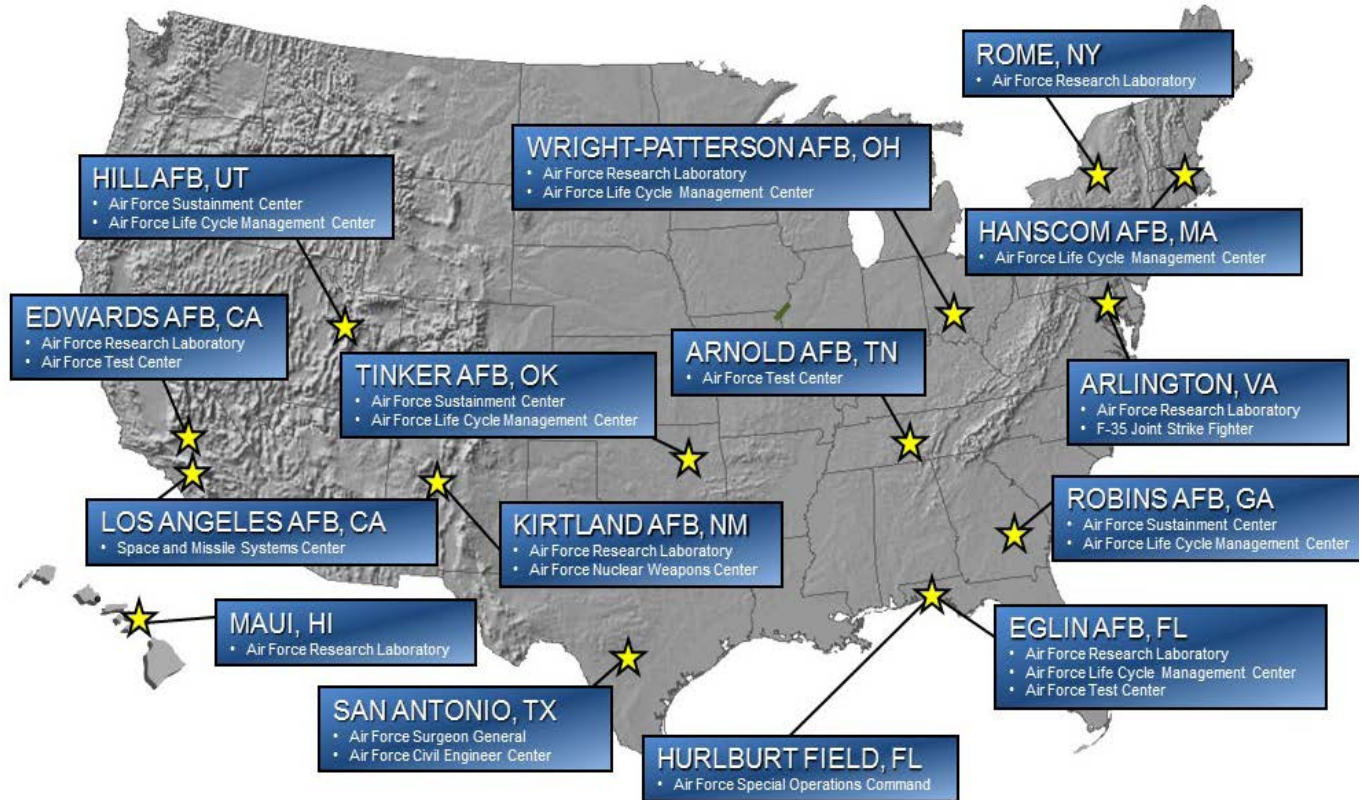 ROME, NY
• Air Force Research Laboratory
WRIGHT-PATTERSON AFB, OH
• Air Force Research Laboratory
• Air Force Life Cycle Management Center
HILL AFB, UT
• Air Force Sustainment Center
• Air Force Life Cycle Management Center
HANSCOM AFB, MA
• Air Force Life Cycle Management Center
EDWARDS AFB, CA
• Air Force Research Laboratory
• Air Force Test Center
TINKER AFB, OK
• Air Force Sustainment Center
• Air Force Life Cycle Management Center
ARNOLD AFB, TN
• Air Force Test Center
ARLINGTON, VA
• Air Force Research Laboratory
• F-35 Joint Strike Fighter
LOS ANGELES AFB, CA
• Space and Missile Systems Center
KIRTLAND AFB, NM
• Air Force Research Laboratory
• Air Force Nuclear Weapons Center
ROBINS AFB, GA
• Air Force Sustainment Center
• Air Force Life Cycle Management Center
MAUI, HI
• Air Force Research Laboratory
EGLIN AFB, FL
• Air Force Research Laboratory
• Air Force Life Cycle Management Center
• Air Force Test Center
SAN ANTONIO, TX
• Air Force Surgeon General
• Air Force Civil Engineer Center
HURLBURT FIELD, FL
• Air Force Special Operations Command